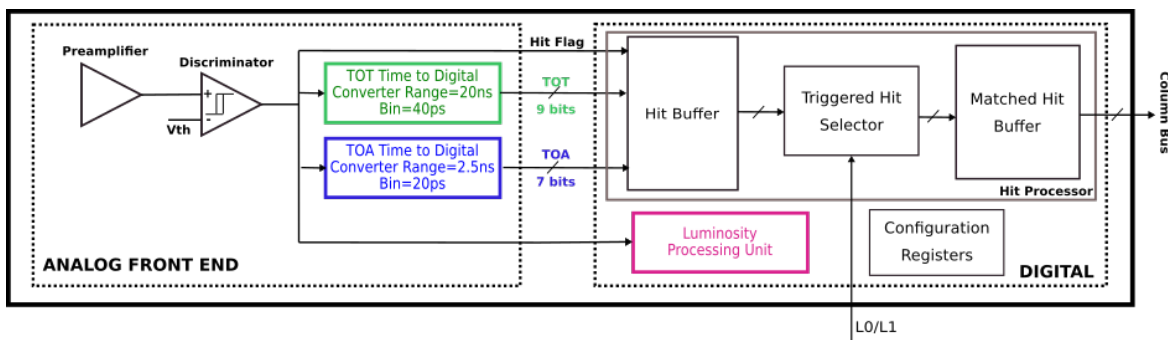 Preamplifier
Discriminator
+
-
Vth
TOT Time to Digital
Converter Range=20ns
Bin=40ps
TOA Time to Digital
Converter Range=2.5ns
Bin=20ps
ANALOG FRONT END
Hit Flag
TOT
9 bits
TOA
7 bits
Hit Buffer
Triggered Hit
Selector
Matched Hit
Buffer
Hit Processor
Luminosity
Processing Unit
Configuration
Registers
DIGITAL
Column Bus
L0/L1